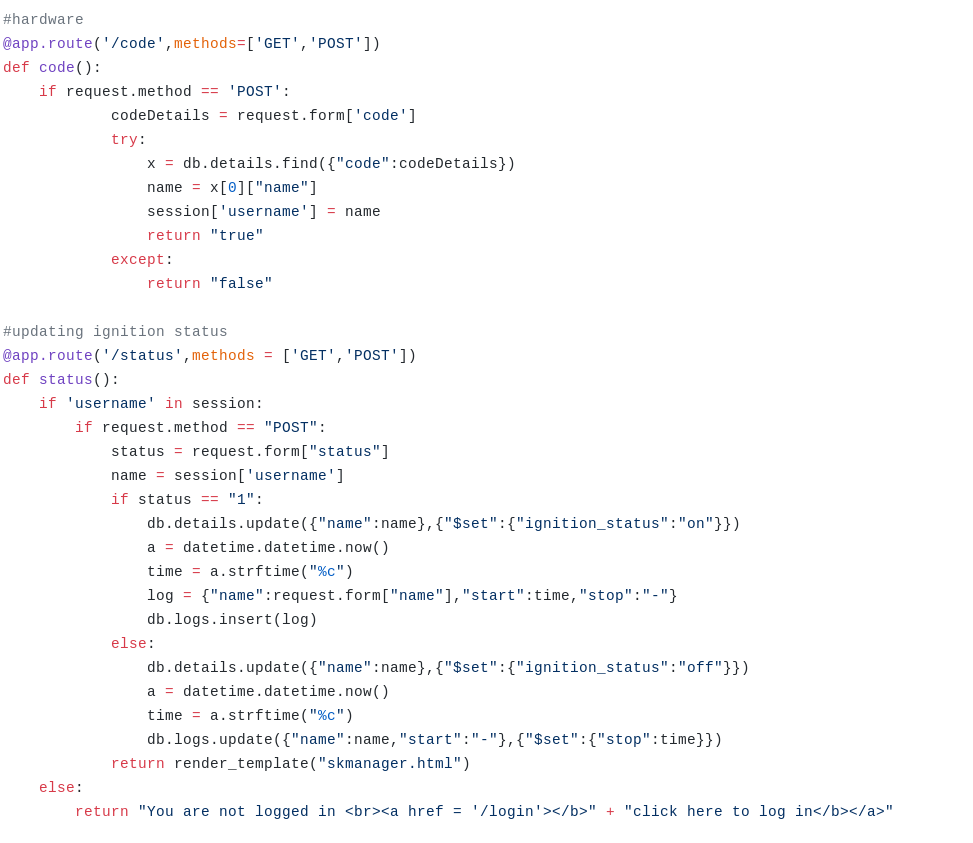 #hardware
@app.route('/code',methods=['GET','POST'])
def code():
    if request.method == 'POST':
            codeDetails = request.form['code']
            try:
                x = db.details.find({"code":codeDetails})
                name = x[0]["name"]
                session['username'] = name
                return "true"
            except:
                return "false"

#updating ignition status
@app.route('/status',methods = ['GET','POST'])
def status():
    if 'username' in session:
        if request.method == "POST":
            status = request.form["status"]
            name = session['username']
            if status == "1":
                db.details.update({"name":name},{"$set":{"ignition_status":"on"}})
                a = datetime.datetime.now()
                time = a.strftime("%c")
                log = {"name":request.form["name"],"start":time,"stop":"-"}
                db.logs.insert(log)
            else:
                db.details.update({"name":name},{"$set":{"ignition_status":"off"}})
                a = datetime.datetime.now()
                time = a.strftime("%c")
                db.logs.update({"name":name,"start":"-"},{"$set":{"stop":time}})
            return render_template("skmanager.html")
    else:
        return "You are not logged in <br><a href = '/login'></b>" + "click here to log in</b></a>"